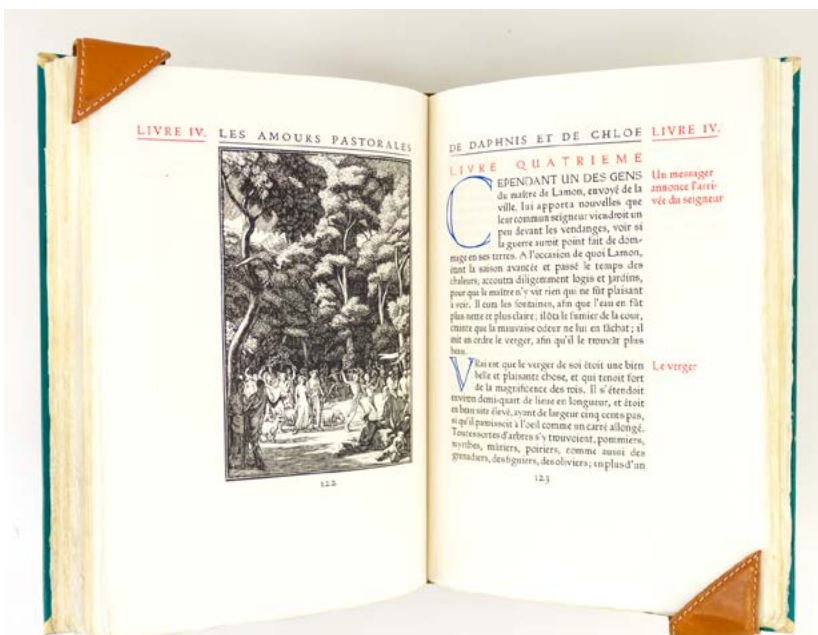 LIVRE IV. LES AMOURS PASTORALES
122
DE DAPHNIS ET DE CHLOE LIVRE IV.
LIVRE QUATRIEME
CEPENDANT UN DES GENS
du maître de Lamon, envoyé de la
ville, lui apporta nouvelles que
leur commun seigneur viendroit un
peu devant les vendanges, voir si
la guerre auroit point fait de dom-
mage en ses terres. A l'occasion de quoi Lamon,
étant la saison avancée et passé le temps des
chaleurs, accoutra diligemment logis et jardins,
pour que le maître n'y vît rien qui ne fût plaisant
à voir. Il cura les fontaines, afin que l'eau en fût
plus nette et plus claire; il ôta le fumier de la cour,
crainte que la mauvaise odeur ne lui en fâchât; il
mit en ordre le verger, afin qu'il le trouvât plus
beau.
Un messager
annonce l'arri-
vée du seigneur
VRai est que le verger de soi étoit une bien
belle et plaisante chose, et qui tenoit fort
de la magnificence des rois. Il s'étendoit
environ demi-quart de lieue en longueur, et étoit
en beau site élevé, ayant de largeur cinq cents pas,
si qu'il paroissoit à l'oeil comme un carré allongé.
Toutes sortes d'arbres s'y trouvoient, pommiers,
myrthes, mûriers, poiriers, comme aussi des
grenadiers, des figuiers, des oliviers; en plus d'un
Le verger
123